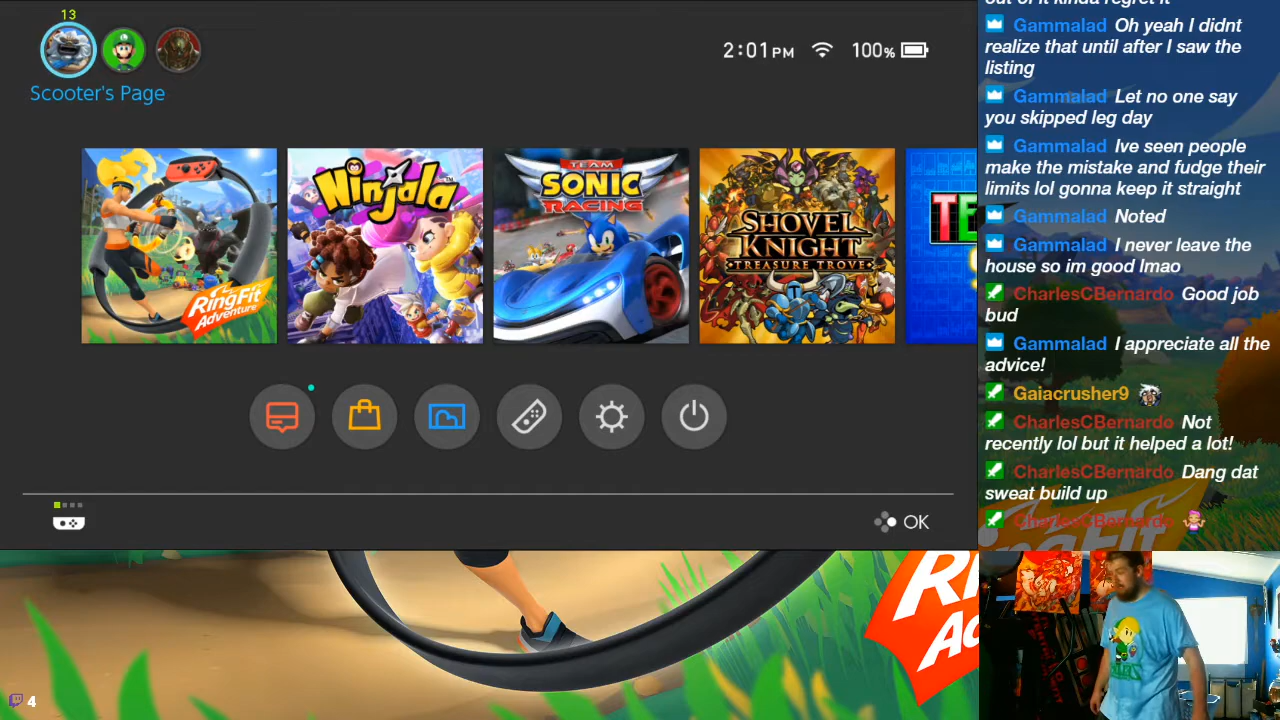 13
2:01 PM 100%
Scooter's Page
RingFit
Adventure
Ninjala
TEAM
SONIC
RACING
SHOVEL
KNIGHT
TREASURE TROVE
TE
OK
4
Gammalad Oh yeah I didnt
realize that until after I saw the
listing
Gammalad Let no one say
you skipped leg day
Gammalad Ive seen people
make the mistake and fudge their
limits lol gonna keep it straight
Gammalad Noted
Gammalad I never leave the
house so im good lmao
CharlesCBernardo Good job
bud
Gammalad I appreciate all the
advice!
Gaiacrusher9
CharlesCBernardo Not
recently lol but it helped a lot!
CharlesCBernardo Dang dat
sweat build up
CharlesCBernardo